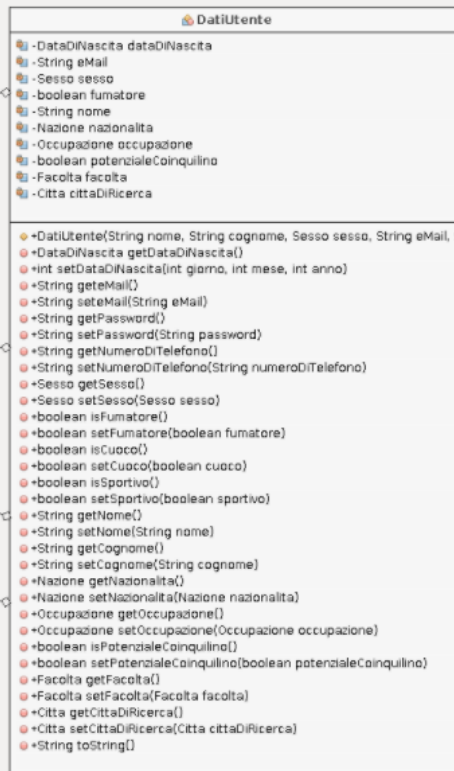 DatiUtente
-DataDiNascita dataDiNascita
-String eMail
-Sesso sesso
-boolean fumatore
-String nome
-Nazione nazionalita
-Occupazione occupazione
-boolean potenzialeCoinquilino
-Facolta facolta
-Citta cittaDiRicerca
+DatiUtente(String nome, String cognome, Sesso sesso, String eMail,
+DataDiNascita getDataDiNascita()
+int setDataDiNascita(int giorno, int mese, int anno)
+String geteMail()
+String seteMail(String eMail)
+String getPassword()
+String setPassword(String password)
+String getNumeroDiTelefono()
+String setNumeroDiTelefono(String numeroDiTelefono)
+Sesso getSesso()
+Sesso setSesso(Sesso sesso)
+boolean isFumatore()
+boolean setFumatore(boolean fumatore)
+boolean isCuoco()
+boolean setCuoco(boolean cuoco)
+boolean isSportivo()
+boolean setSportivo(boolean sportivo)
+String getNome()
+String setNome(String nome)
+String getCognome()
+String setCognome(String cognome)
+Nazione getNazionalita()
+Nazione setNazionalita(Nazione nazionalita)
+Occupazione getOccupazione()
+Occupazione setOccupazione(Occupazione occupazione)
+boolean isPotenzialeCoinquilino()
+boolean setPotenzialeCoinquilino(boolean potenzialeCoinquilino)
+Facolta getFacolta()
+Facolta setFacolta(Facolta facolta)
+Citta getCittaDiRicerca()
+Citta setCittaDiRicerca(Citta cittaDiRicerca)
+String toString()